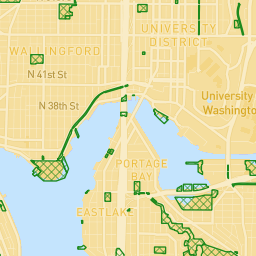 UNIVERSITY
DISTRICT
WALLINGFORD
N 41st St
N 38th St
University
Washington
PORTAGE
BAY
EASTLAKE